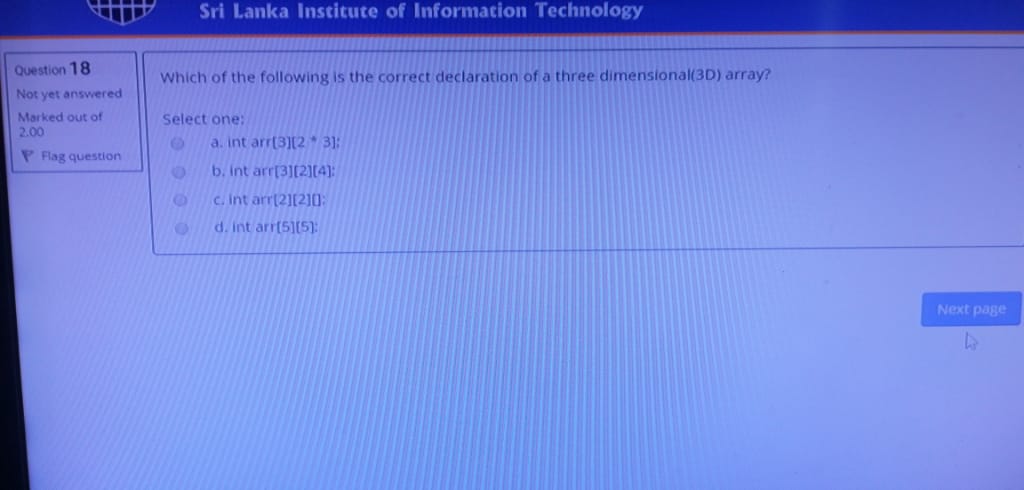 Sri Lanka Institute of Information Technology
Question 18
Not yet answered
Marked out of
2.00
Flag question
Which of the following is the correct declaration of a three dimensional(3D) array?
Select one:
a. int arr[3][2 * 3];
b. int arr[3][2][4];
c. int arr[2][2][];
d. int arr[5][5];
Next page